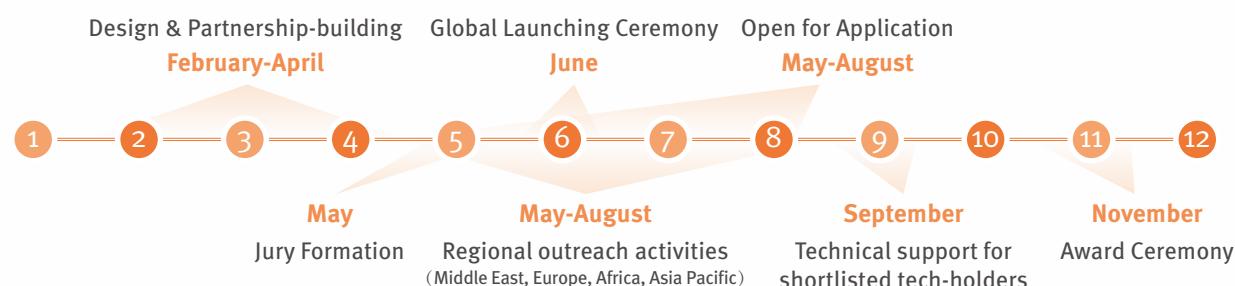 Design & Partnership-building
February-April
Global Launching Ceremony
June
Open for Application
May-August
1 2 3 4 5 6 7 8 9 10 11 12
May
Jury Formation
May-August
Regional outreach activities
(Middle East, Europe, Africa, Asia Pacific)
September
Technical support for
shortlisted tech-holders
November
Award Ceremony